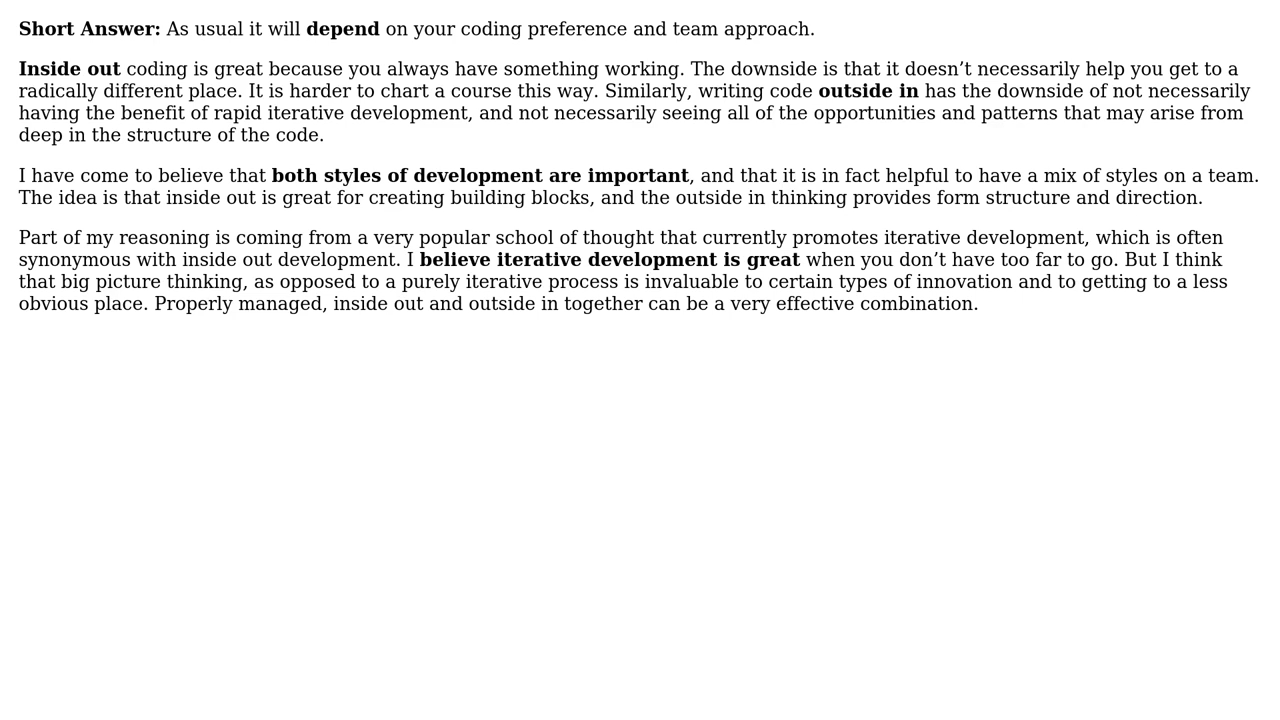 Short Answer: As usual it will depend on your coding preference and team approach.
Inside out coding is great because you always have something working. The downside is that it doesn’t necessarily help you get to a
radically different place. It is harder to chart a course this way. Similarly, writing code outside in has the downside of not necessarily
having the benefit of rapid iterative development, and not necessarily seeing all of the opportunities and patterns that may arise from
deep in the structure of the code.
I have come to believe that both styles of development are important, and that it is in fact helpful to have a mix of styles on a team.
The idea is that inside out is great for creating building blocks, and the outside in thinking provides form structure and direction.
Part of my reasoning is coming from a very popular school of thought that currently promotes iterative development, which is often
synonymous with inside out development. I believe iterative development is great when you don’t have too far to go. But I think
that big picture thinking, as opposed to a purely iterative process is invaluable to certain types of innovation and to getting to a less
obvious place. Properly managed, inside out and outside in together can be a very effective combination.